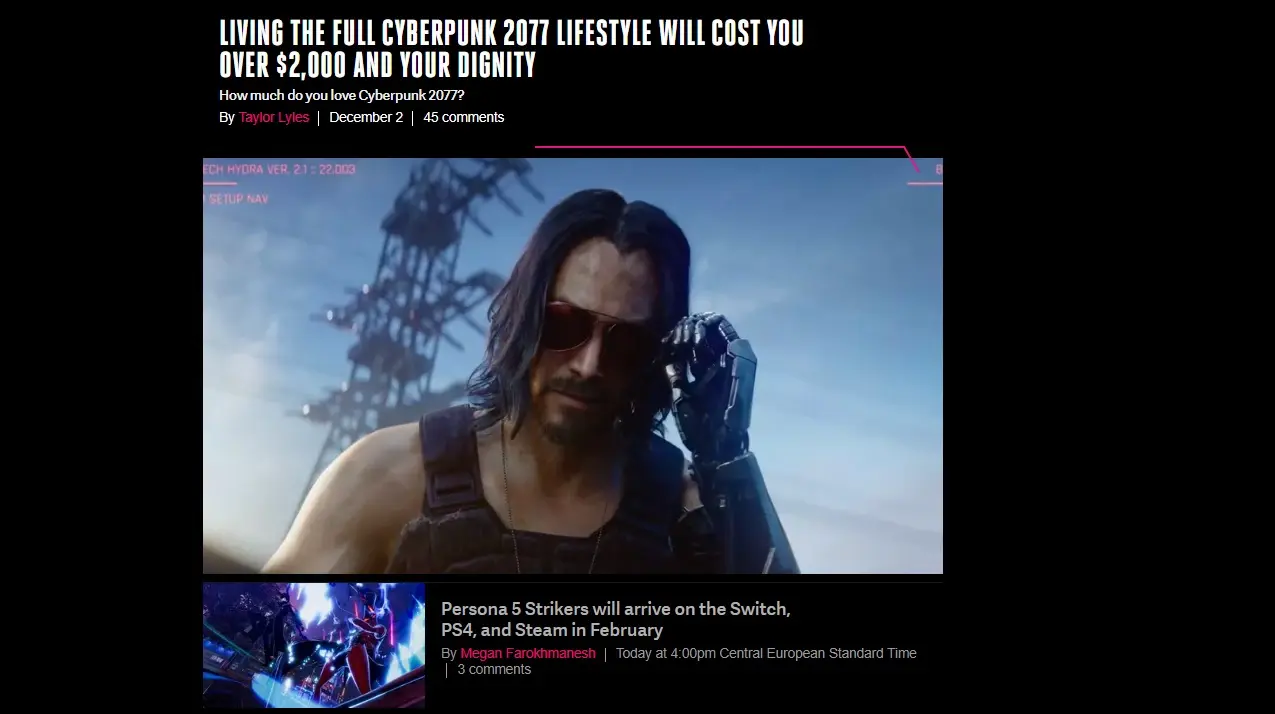 LIVING THE FULL CYBERPUNK 2077 LIFESTYLE WILL COST YOU
OVER $2,000 AND YOUR DIGNITY
How much do you love Cyberpunk 2077?
By Taylor Lyles | December 2 | 45 comments
ECH HYDRA VER. 2.1 :: 22.003
SETUP NAV
Persona 5 Strikers will arrive on the Switch,
PS4, and Steam in February
By Megan Farokhmanesh | Today at 4:00pm Central European Standard Time
| 3 comments